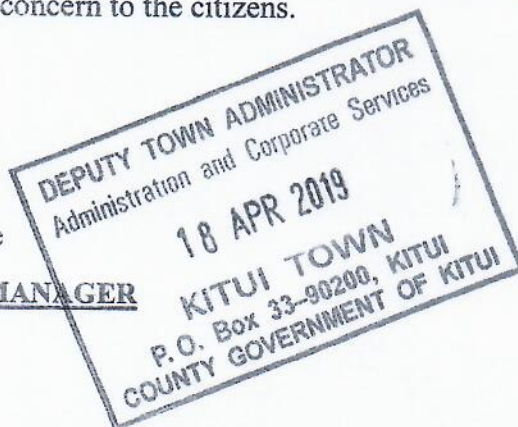 concern to the citizens.
DEPUTY TOWN ADMINISTRATOR
Administration and Corporate Services
18 APR 2019
KITUI TOWN
P. O. Box 33–90200, KITUI
COUNTY GOVERNMENT OF KITUI